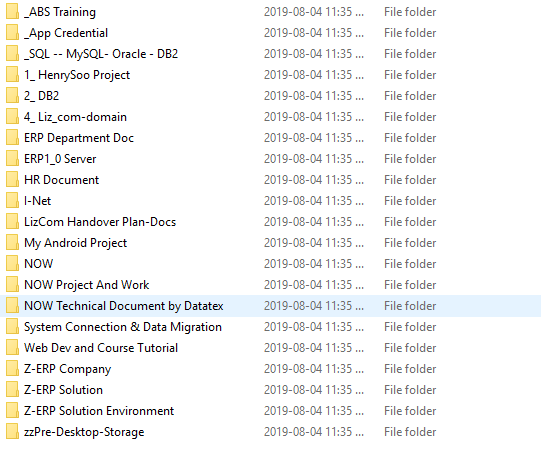 _ABS Training 2019-08-04 11:35 ... File folder
_App Credential 2019-08-04 11:35 ... File folder
_SQL -- MySQL- Oracle - DB2 2019-08-04 11:35 ... File folder
1_ HenrySoo Project 2019-08-04 11:35 ... File folder
2_ DB2 2019-08-04 11:35 ... File folder
4_ Liz_com-domain 2019-08-04 11:35 ... File folder
ERP Department Doc 2019-08-04 11:35 ... File folder
ERP1_0 Server 2019-08-04 11:35 ... File folder
HR Document 2019-08-04 11:35 ... File folder
I-Net 2019-08-04 11:35 ... File folder
LizCom Handover Plan-Docs 2019-08-04 11:35 ... File folder
My Android Project 2019-08-04 11:35 ... File folder
NOW 2019-08-04 11:35 ... File folder
NOW Project And Work 2019-08-04 11:35 ... File folder
NOW Technical Document by Datatex 2019-08-04 11:35 ... File folder
System Connection & Data Migration 2019-08-04 11:35 ... File folder
Web Dev and Course Tutorial 2019-08-04 11:35 ... File folder
Z-ERP Company 2019-08-04 11:35 ... File folder
Z-ERP Solution 2019-08-04 11:35 ... File folder
Z-ERP Solution Environment 2019-08-04 11:35 ... File folder
zzPre-Desktop-Storage 2019-08-04 11:35 ... File folder